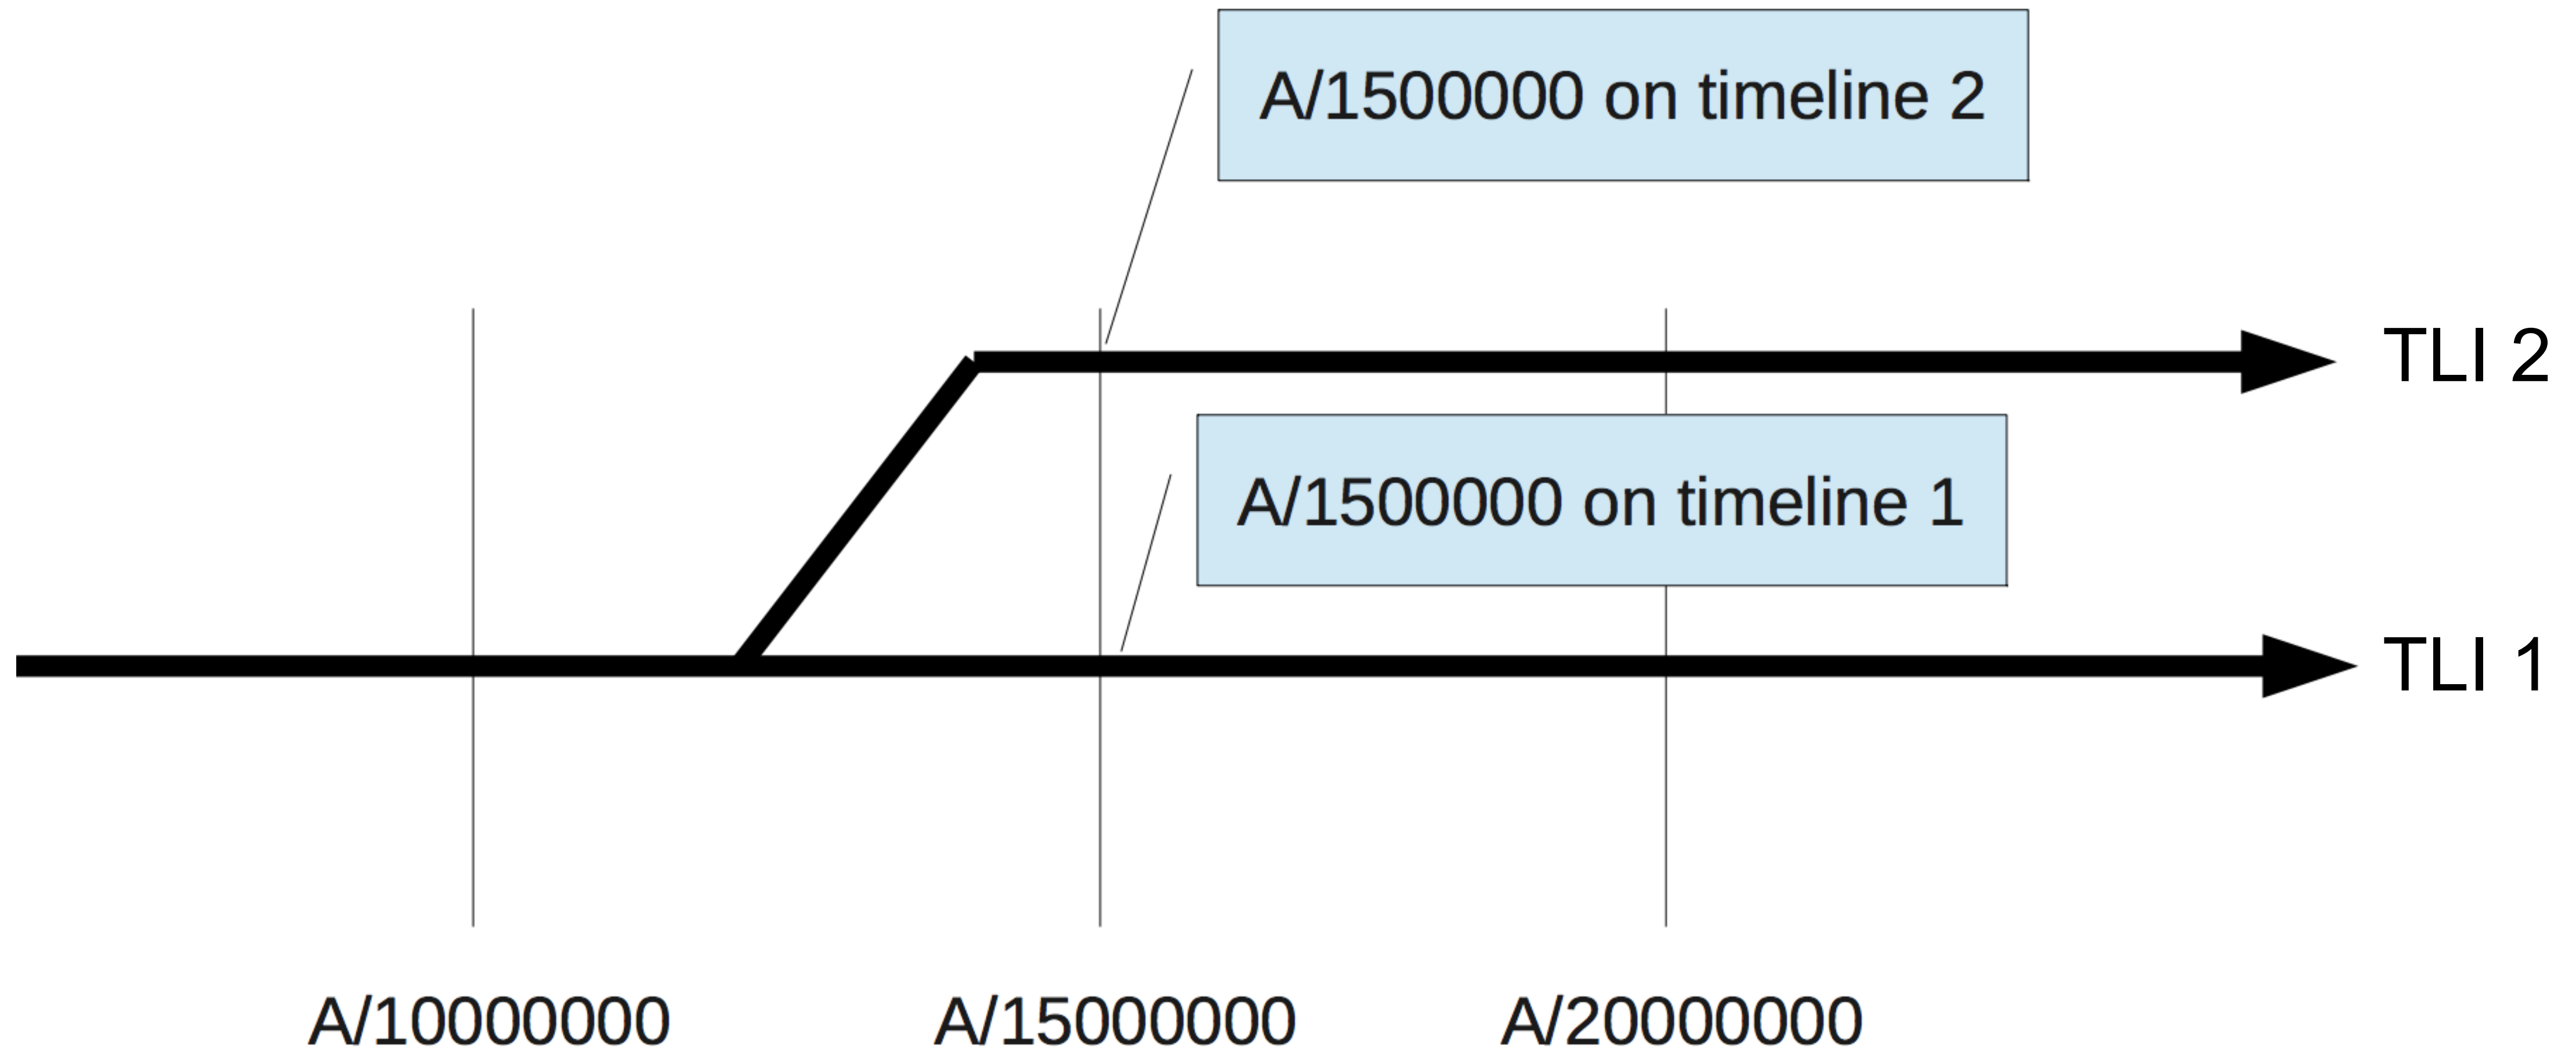 A/1500000 on timeline 2
TLI 2
A/1500000 on timeline 1
TLI 1
A/10000000
A/15000000
A/20000000